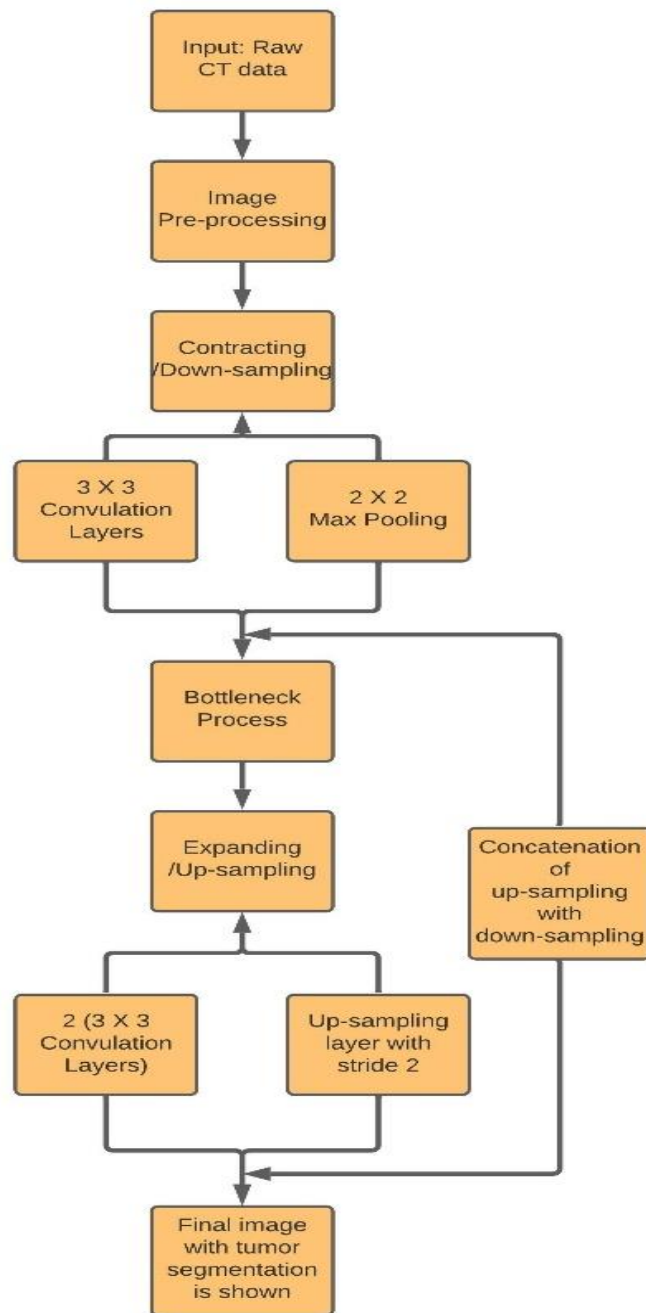 Input: Raw
CT data
Image
Pre-processing
Contracting
/Down-sampling
3 X 3
Convulation
Layers
2 X 2
Max Pooling
Bottleneck
Process
Expanding
/Up-sampling
Concatenation
of
up-sampling
with
down-sampling
2 (3 X 3
Convulation
Layers)
Up-sampling
layer with
stride 2
Final image
with tumor
segmentation
is shown